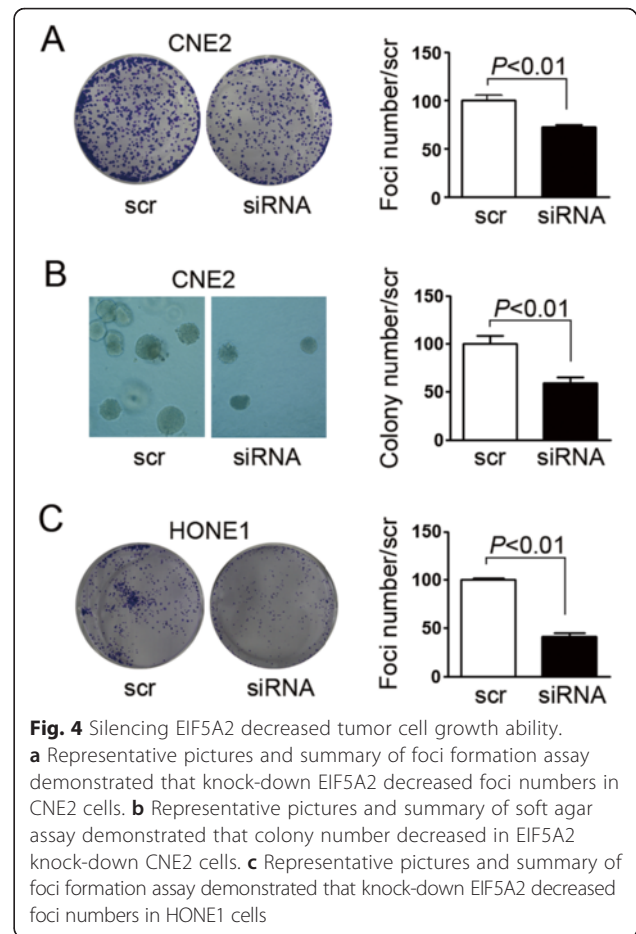 A
CNE2
scr
siRNA
Foci number/scr
150
100
50
0
P<0.01
scr
siRNA
B
CNE2
scr
siRNA
Colony number/scr
150
100
50
0
P<0.01
scr
siRNA
C
HONE1
scr
siRNA
Foci number/scr
150
100
50
0
P<0.01
scr
siRNA
Fig. 4 Silencing EIF5A2 decreased tumor cell growth ability.
a Representative pictures and summary of foci formation assay
demonstrated that knock-down EIF5A2 decreased foci numbers in
CNE2 cells. b Representative pictures and summary of soft agar
assay demonstrated that colony number decreased in EIF5A2
knock-down CNE2 cells. c Representative pictures and summary of
foci formation assay demonstrated that knock-down EIF5A2 decreased
foci numbers in HONE1 cells